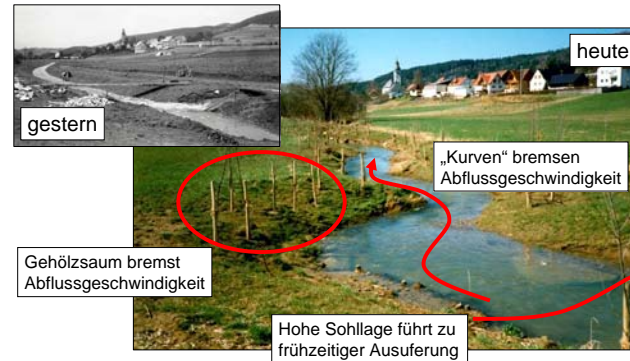 gestern
heute
„Kurven“ bremsen
Abflussgeschwindigkeit
Gehölzsaum bremst
Abflussgeschwindigkeit
Hohe Sohllage führt zu
frühzeitiger Ausuferung